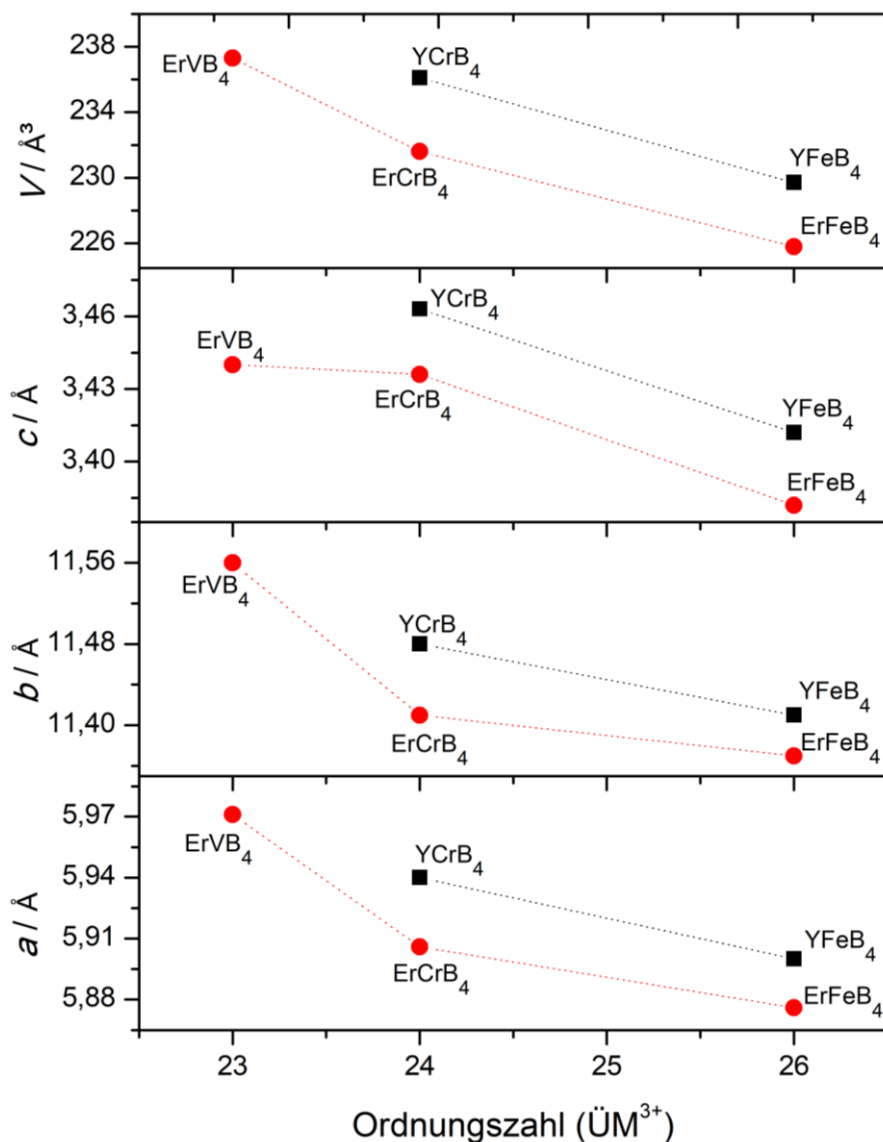 238
234
230
226
V / Å³
ErVB₄
YCrB₄
ErCrB₄
YFeB₄
ErFeB₄
3,46
3,43
3,40
c / Å
ErVB₄
YCrB₄
ErCrB₄
YFeB₄
ErFeB₄
11,56
11,48
11,40
b / Å
ErVB₄
YCrB₄
ErCrB₄
YFeB₄
ErFeB₄
5,97
5,94
5,91
5,88
a / Å
ErVB₄
YCrB₄
ErCrB₄
YFeB₄
ErFeB₄
23 24 25 26
Ordnungszahl (ÜM³⁺)